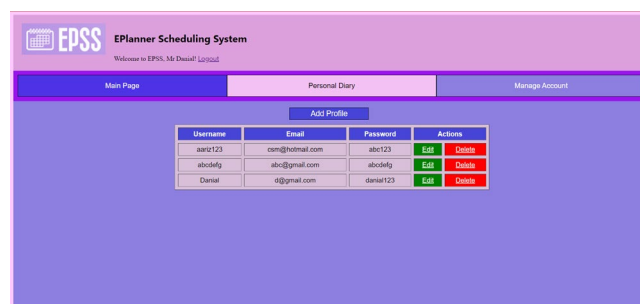 EPSS
EPlanner Scheduling System
Welcome to EPSS, Mr Danial! Logout
Main Page Personal Diary Manage Account
Add Profile
Username Email Password Actions
aariz123 csm@hotmail.com abc123 Edit Delete
abcdefg abc@gmail.com abcdefg Edit Delete
Danial d@gmail.com danial123 Edit Delete